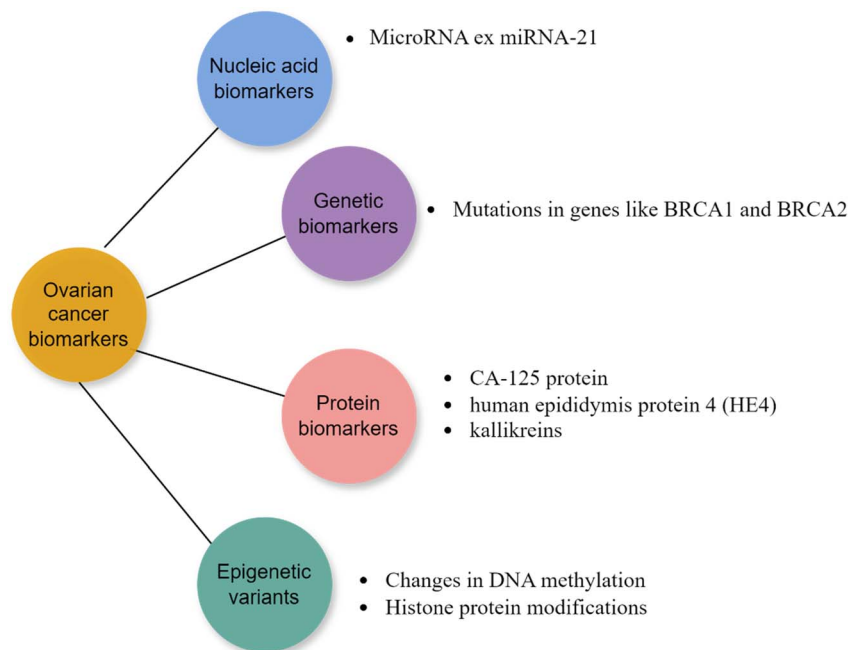 Nucleic acid
biomarkers
• MicroRNA ex miRNA-21
Genetic
biomarkers
• Mutations in genes like BRCA1 and BRCA2
Ovarian
cancer
biomarkers
Protein
biomarkers
• CA-125 protein
• human epididymis protein 4 (HE4)
• kallikreins
Epigenetic
variants
• Changes in DNA methylation
• Histone protein modifications